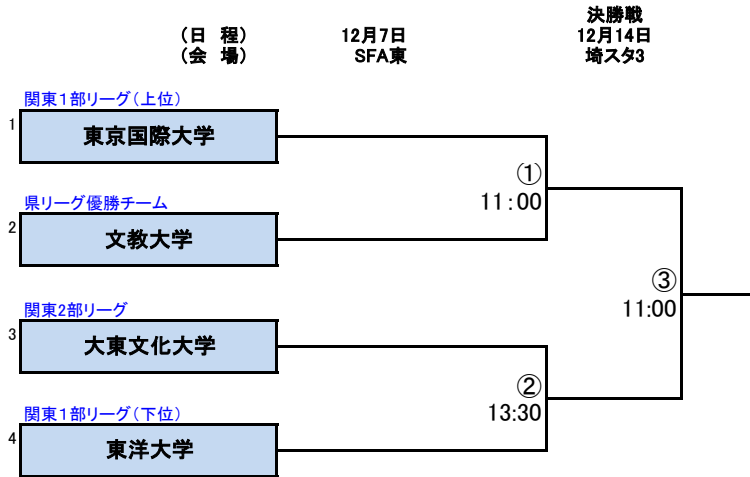 決勝戦
(日 程) 12月7日 12月14日
(会 場) SFA東 埼スタ3
関東1部リーグ(上位)
1 東京国際大学
① 11:00
県リーグ優勝チーム
2 文教大学
③ 11:00
関東2部リーグ
3 大東文化大学
② 13:30
関東1部リーグ(下位)
4 東洋大学